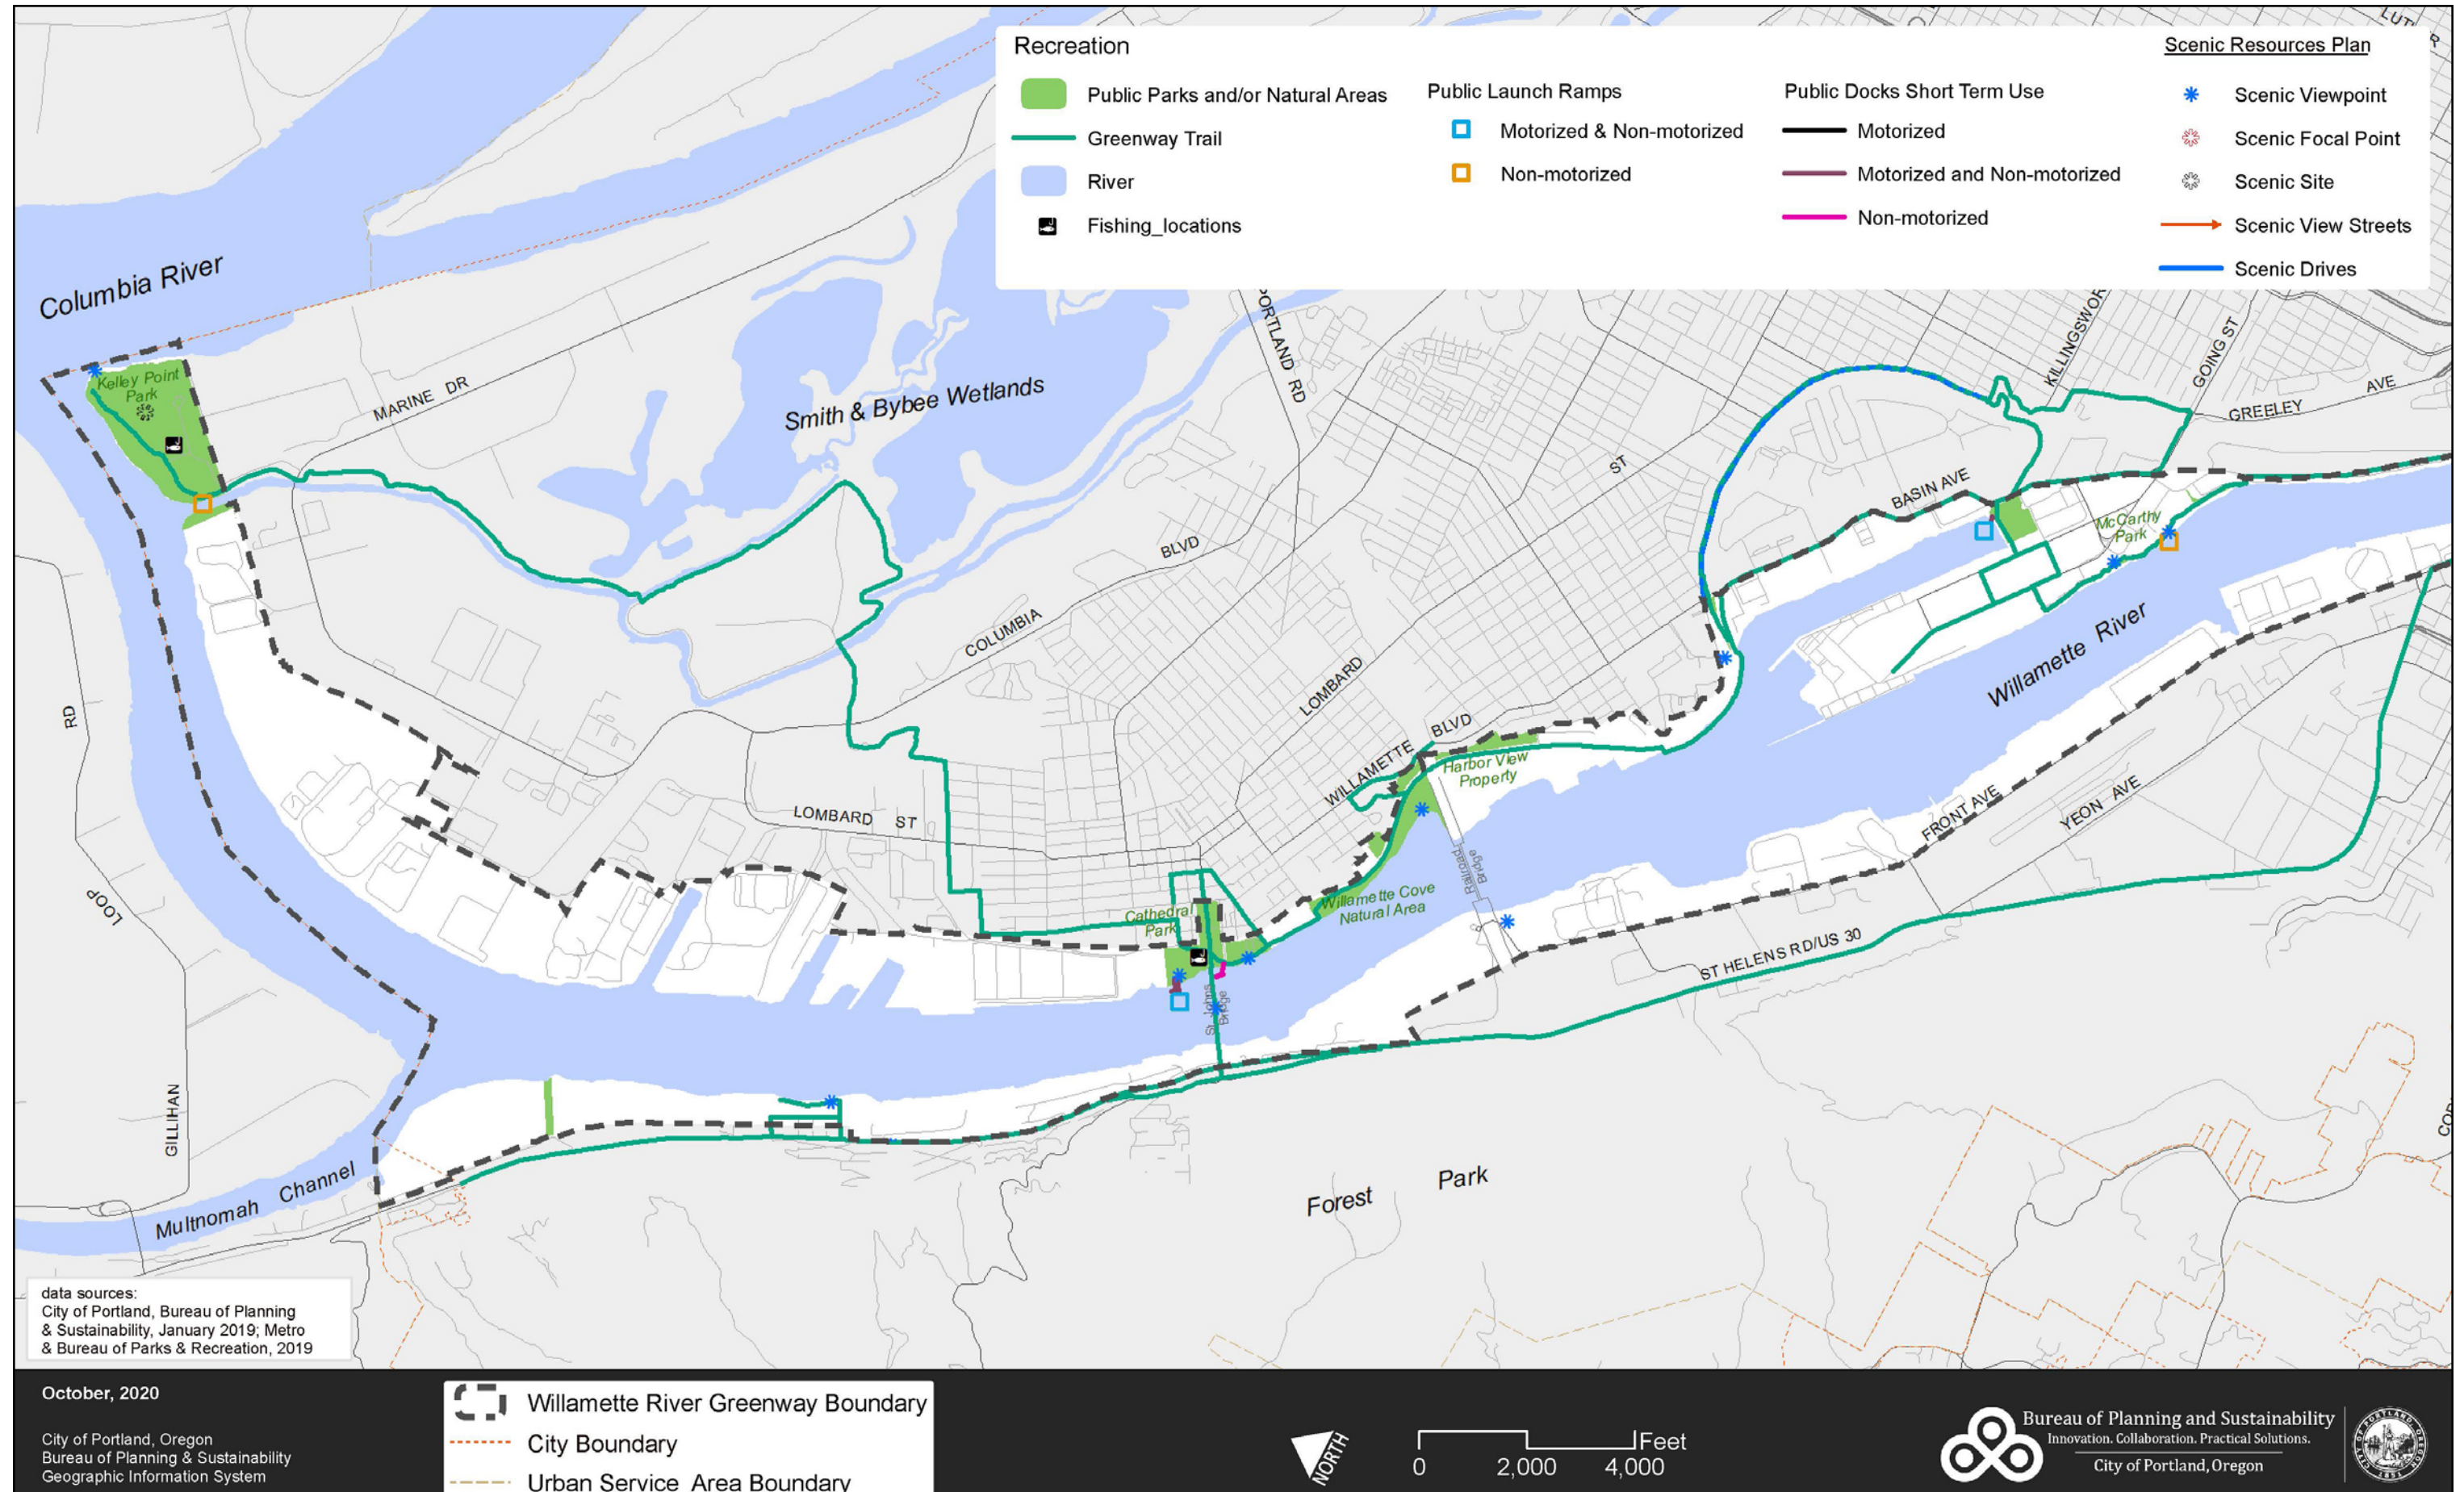 Recreation
Public Parks and/or Natural Areas
Greenway Trail
River
Fishing_locations
Public Launch Ramps
Motorized & Non-motorized
Non-motorized
Public Docks Short Term Use
Motorized
Motorized and Non-motorized
Non-motorized
Scenic Resources Plan
Scenic Viewpoint
Scenic Focal Point
Scenic Site
Scenic View Streets
Scenic Drives
Columbia River
Kelley Point
Park
MARINE DR
Smith & Bybee Wetlands
PORTLAND RD
KILLINGSWOR
GOING ST
GREELEY AVE
ST
BASIN AVE
McCarthy
Park
BLVD
COLUMBIA
LOMBARD
Willamette River
RD
WILLAMETTE BLVD
Harbor View
Property
LOMBARD ST
Railroad
Bridge
FRONT AVE
YEON AVE
LOOP
Cathedral
Park
Willamette Cove
Natural Area
ST HELENS RD/US 30
St Johns
Bridge
GILLIHAN
Multnomah Channel
Forest Park
data sources:
City of Portland, Bureau of Planning
& Sustainability, January 2019; Metro
& Bureau of Parks & Recreation, 2019
October, 2020
City of Portland, Oregon
Bureau of Planning & Sustainability
Geographic Information System
Willamette River Greenway Boundary
City Boundary
Urban Service Area Boundary
NORTH
Feet
0 2,000 4,000
Bureau of Planning and Sustainability
Innovation. Collaboration. Practical Solutions.
City of Portland, Oregon